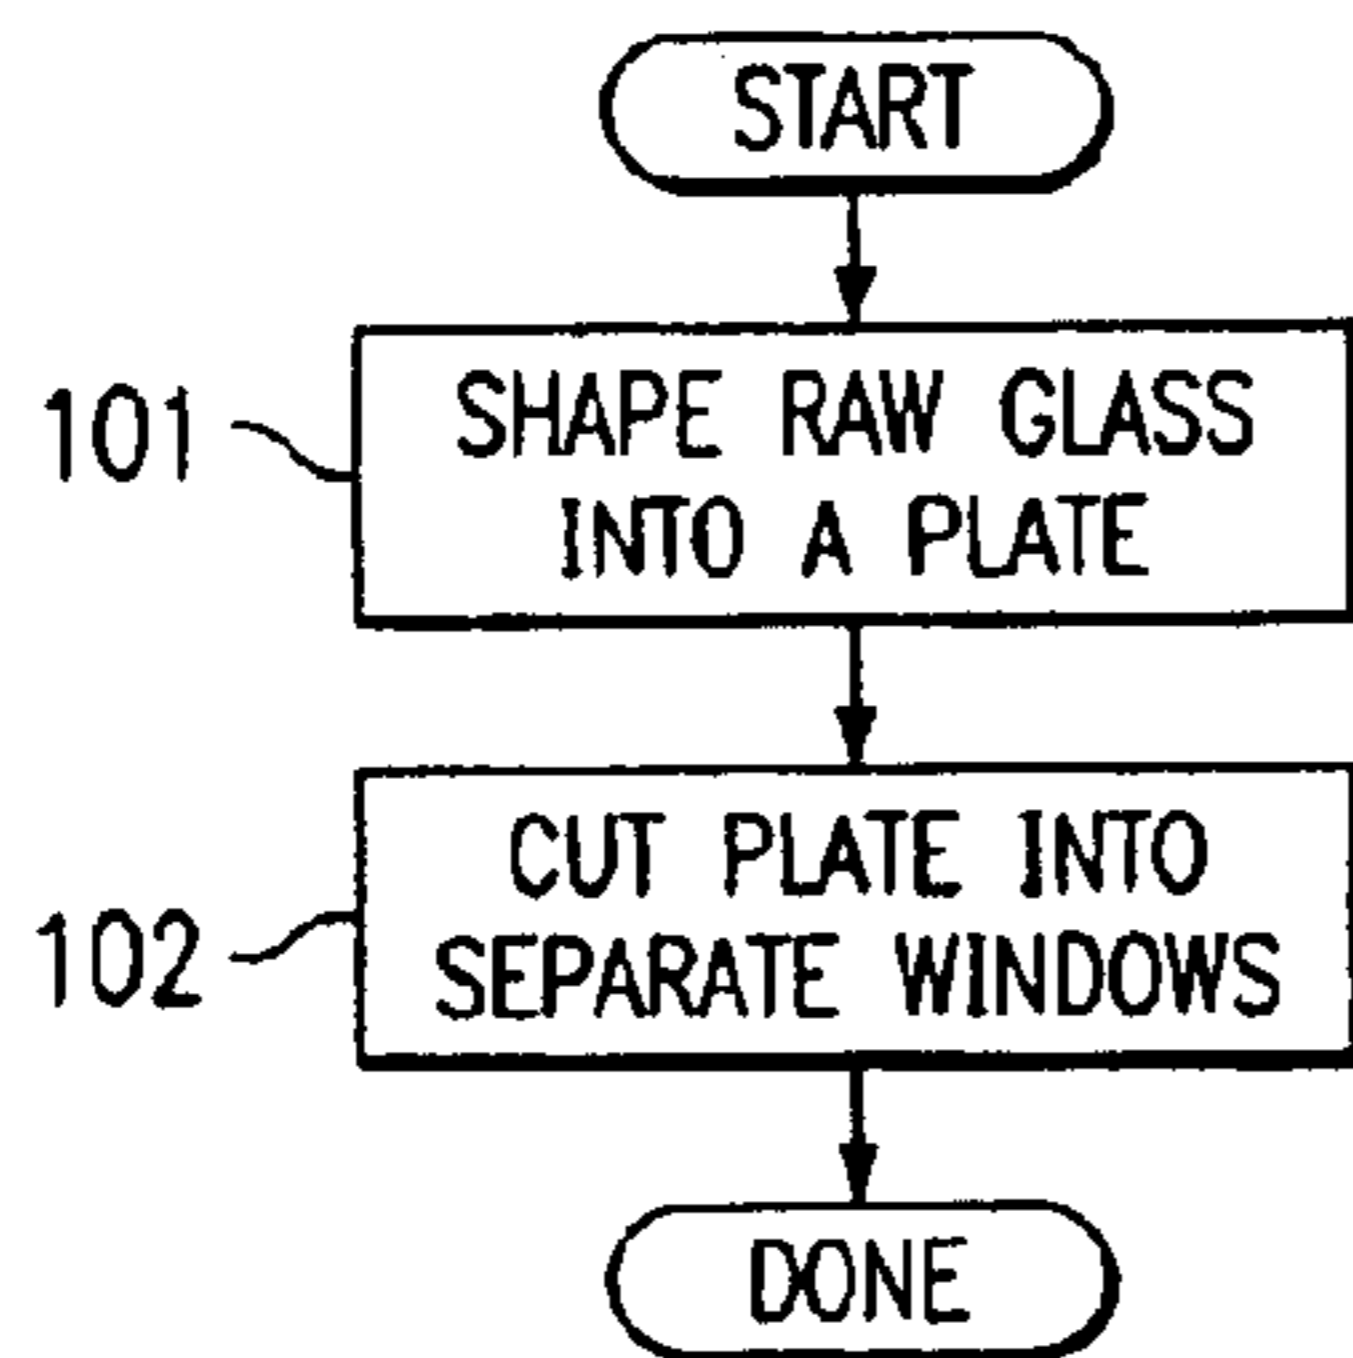 START
101
SHAPE RAW GLASS
INTO A PLATE
102
CUT PLATE INTO
SEPARATE WINDOWS
DONE